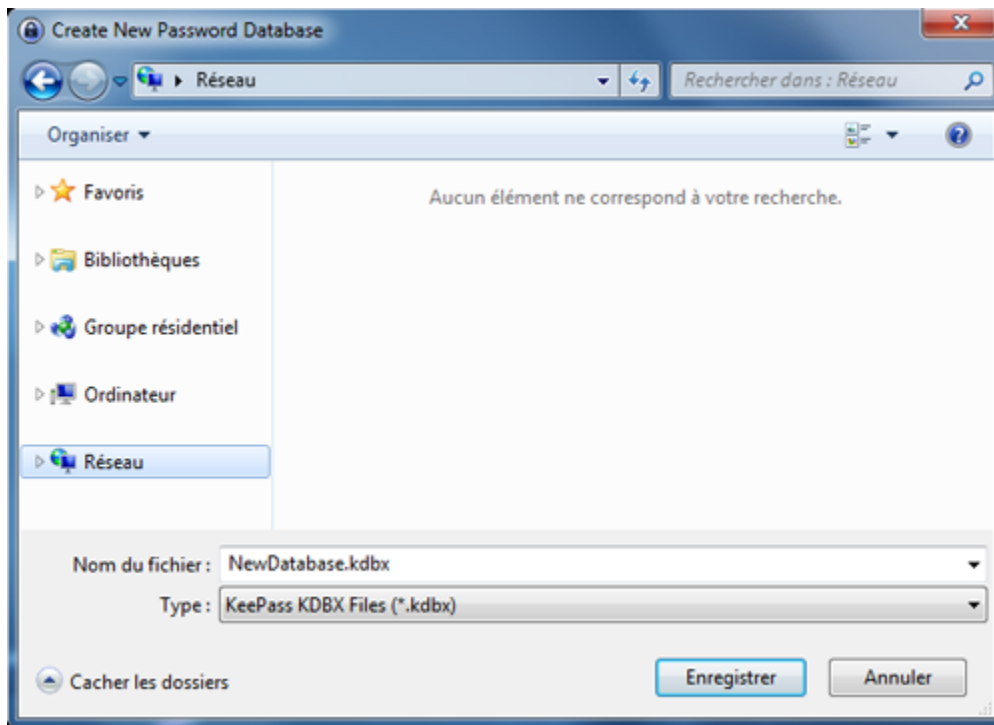 Create New Password Database
Réseau
Rechercher dans : Réseau
Organiser
Favoris
Aucun élément ne correspond à votre recherche.
Bibliothèques
Groupe résidentiel
Ordinateur
Réseau
Nom du fichier : NewDatabase.kdbx
Type : KeePass KDBX Files (*.kdbx)
Cacher les dossiers
Enregistrer
Annuler